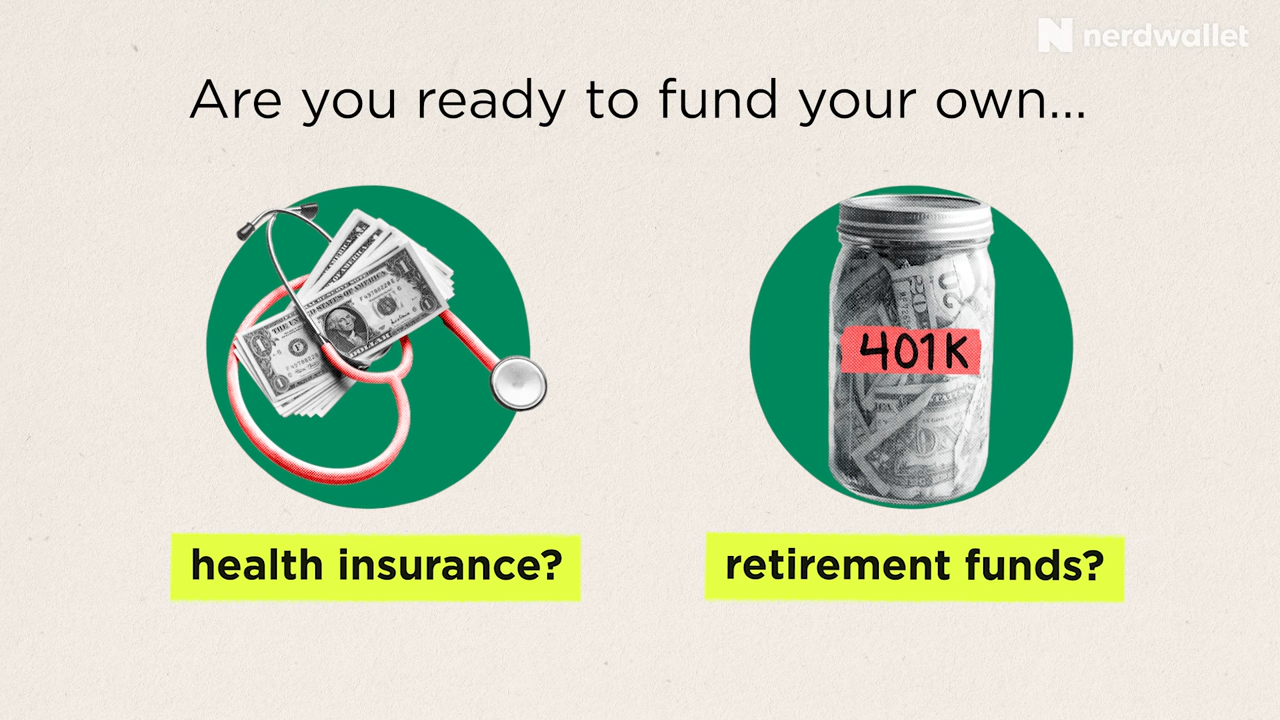 nerdwallet
Are you ready to fund your own...
401K
health insurance?
retirement funds?